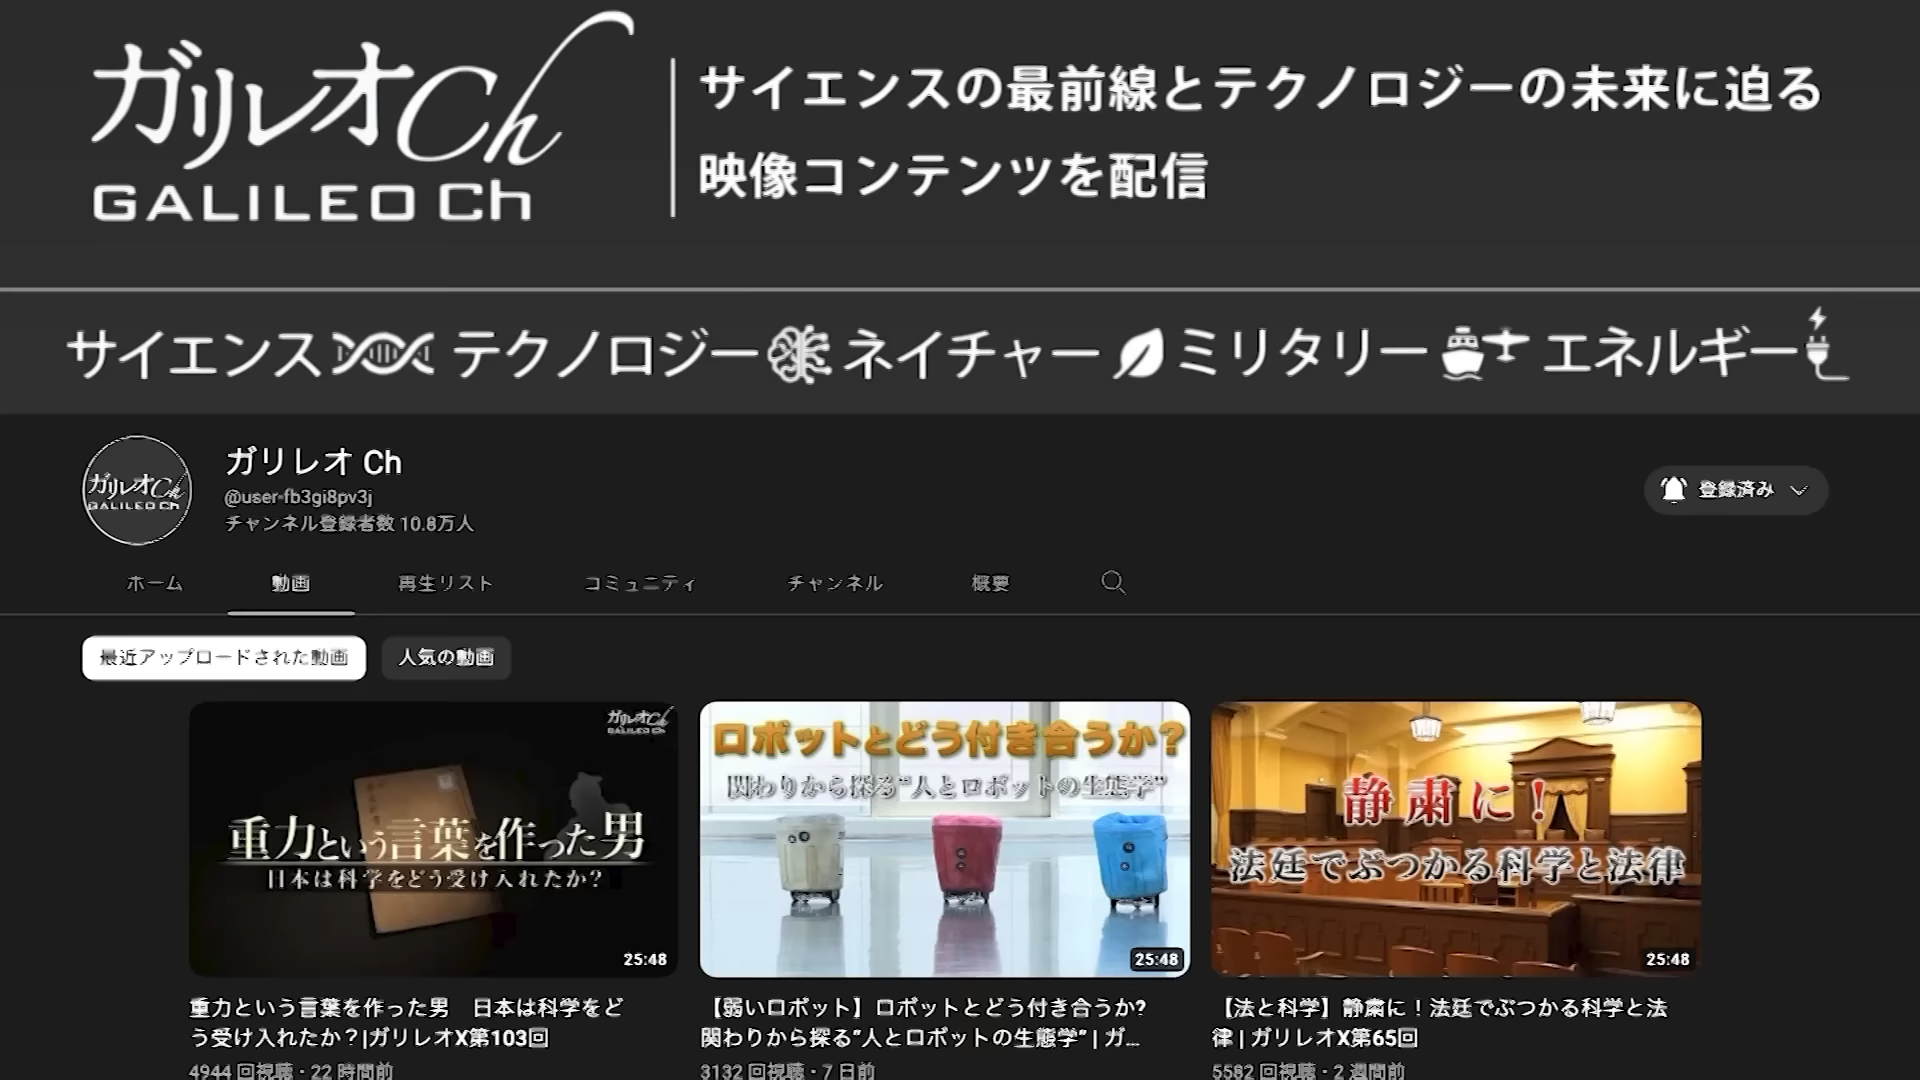 ガリレオCh
GALILEO Ch
サイエンスの最前線とテクノロジーの未来に迫る
映像コンテンツを配信
サイエンス テクノロジー ネイチャー ミリタリー エネルギー
ガリレオCh
GALILEO Ch
ガリレオ Ch
@user-fb3gi8pv3j
チャンネル登録者数 10.8万人
登録済み
ホーム 動画 再生リスト コミュニティ チャンネル 概要
最近アップロードされた動画 人気の動画
ガリレオCh
GALILEO Ch
重力という言葉を作った男
日本は科学をどう受け入れたか?
25:48
ロボットとどう付き合うか?
関わりから探る"人とロボットの生態学"
25:48
静粛に!
法廷でぶつかる科学と法律
25:48
重力という言葉を作った男　日本は科学をど
う受け入れたか?|ガリレオX第103回
4944 回視聴・22 時間前
【弱いロボット】ロボットとどう付き合うか?
関わりから探る"人とロボットの生態学" | ガ...
3132 回視聴・7 日前
【法と科学】静粛に!法廷でぶつかる科学と法
律 | ガリレオX第65回
5582 回視聴・2 週間前